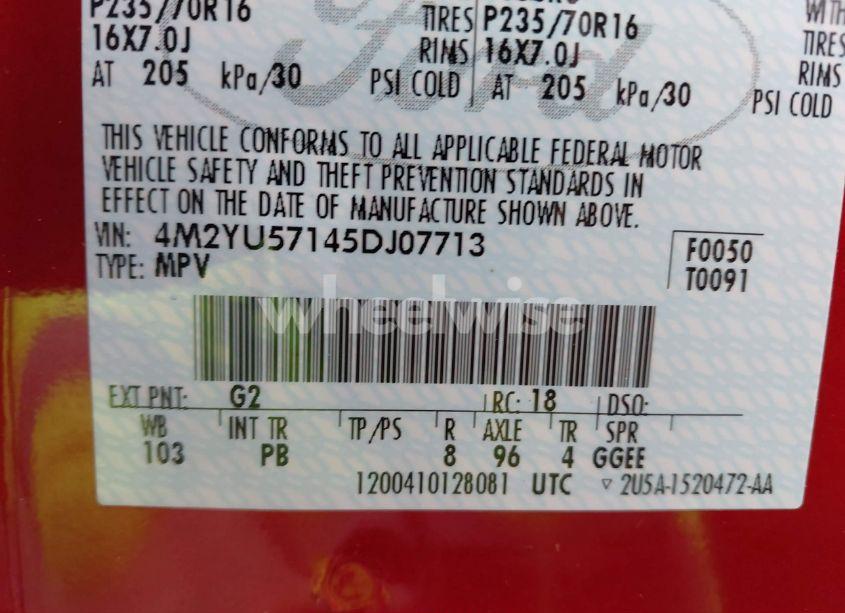 P235/70R16
TIRES P235/70R16
16X7.0J
RIMS 16X7.0J
AT 205 kPa/30 PSI COLD
AT 205 kPa/30 PSI COLD
WITH
TIRES
RIMS
Ford
THIS VEHICLE CONFORMS TO ALL APPLICABLE FEDERAL MOTOR
VEHICLE SAFETY AND THEFT PREVENTION STANDARDS IN
EFFECT ON THE DATE OF MANUFACTURE SHOWN ABOVE.
VIN: 4M2YU57145DJ07713
F0050
TYPE: MPV
T0091
wheelwise
EXT PNT: G2 RC: 18 DSO:
WB INT TR TP/PS R AXLE TR SPR
103 PB 8 96 4 GGEE
1200410128081 UTC ▿ 2U5A-1520472-AA